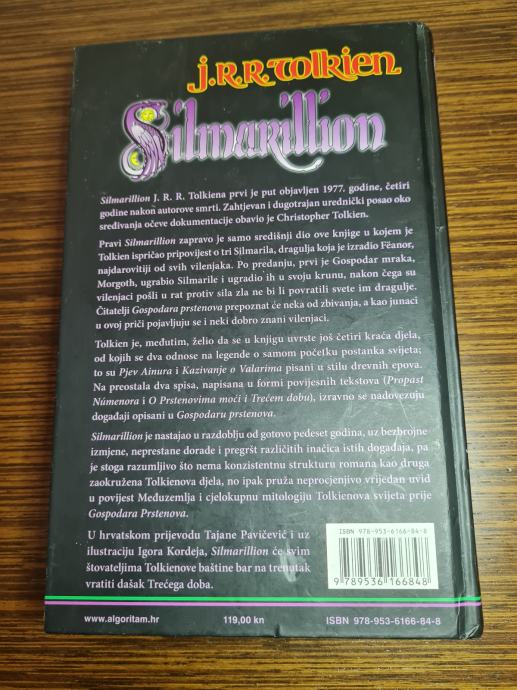 J.R.R. Tolkien
Silmarillion
Silmarillion J. R. R. Tolkiena prvi je put objavljen 1977. godine, četiri
godine nakon autorove smrti. Zahtjevan i dugotrajan urednički posao oko
sređivanja očeve dokumentacije obavio je Christopher Tolkien.
Pravi Silmarillion zapravo je samo središnji dio ove knjige u kojem je
Tolkien ispričao pripovijest o tri Silmarila, dragulja koja je izradio Fëanor,
najdarovitiji od svih vilenjaka. Po predanju, prvi je Gospodar mraka,
Morgoth, ugrabio Silmarile i ugradio ih u svoju krunu, nakon čega su
vilenjaci pošli u rat protiv sila zla ne bi li povratili svete im dragulje.
Čitatelji Gospodara prstenova prepoznat će neka od zbivanja, a kao junaci
u ovoj priči pojavljuju se i neki dobro znani vilenjaci.
Tolkien je, međutim, želio da se u knjigu uvrste još četiri kraća djela,
od kojih se dva odnose na legende o samom početku postanka svijeta;
to su Pjev Ainura i Kazivanje o Valarima pisani u stilu drevnih epova.
Na preostala dva spisa, napisana u formi povijesnih tekstova (Propast
Númenora i O Prstenovima moći i Trećem dobu), izravno se nadovezuju
događaji opisani u Gospodaru prstenova.
Silmarillion je nastajao u razdoblju od gotovo pedeset godina, uz bezbrojne
izmjene, neprestane dorade i pregršt različitih inačica istih događaja, pa
je stoga razumljivo što nema konzistentnu strukturu romana kao druga
zaokružena Tolkienova djela, no ipak pruža neprocjenjivo vrijedan uvid
u povijest Međuzemlja i cjelokupnu mitologiju Tolkienova svijeta prije
Gospodara Prstenova.
U hrvatskom prijevodu Tajane Pavičević i uz
ilustraciju Igora Kordeja, Silmarillion će svim
štovateljima Tolkienove baštine bar na trenutak
vratiti dašak Trećega doba.
ISBN 978-953-6166-84-8
9 789536 166848
www.algoritam.hr 119,00 kn ISBN 978-953-6166-84-8